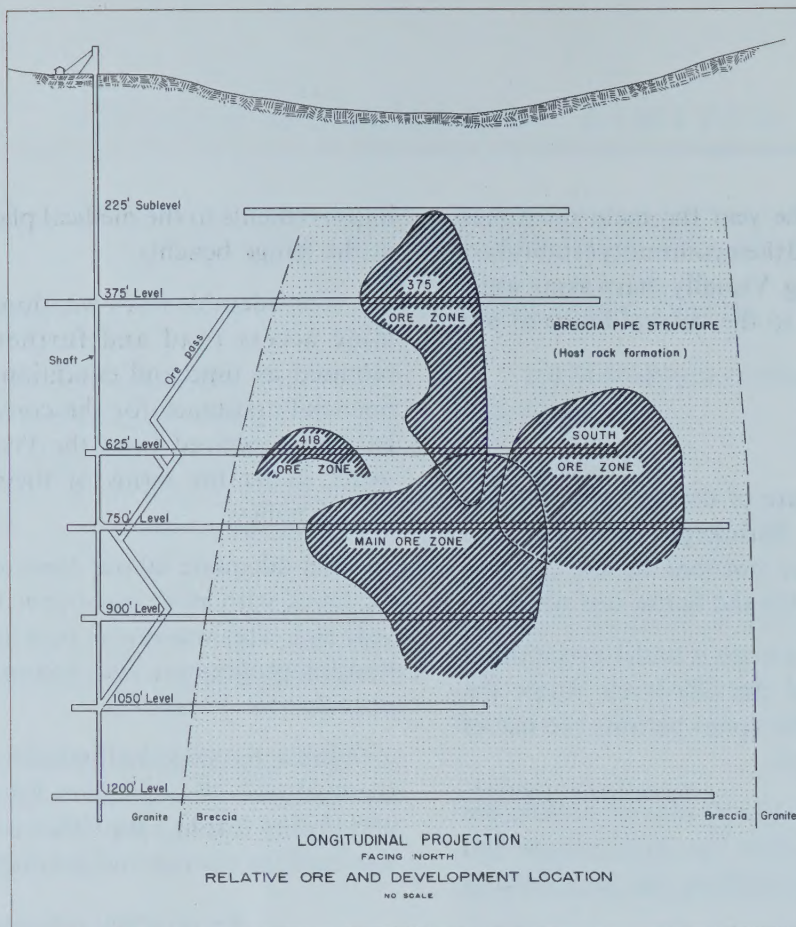 225' Sublevel
375' Level
375
ORE ZONE
BRECCIA PIPE STRUCTURE
(Host rock formation)
Shaft
Ore pass
625' Level
418
ORE ZONE
SOUTH
ORE ZONE
750' Level
MAIN ORE ZONE
900' Level
1050' Level
1200' Level
Granite
Breccia
Breccia
Granite
LONGITUDINAL PROJECTION
FACING NORTH
RELATIVE ORE AND DEVELOPMENT LOCATION
NO SCALE